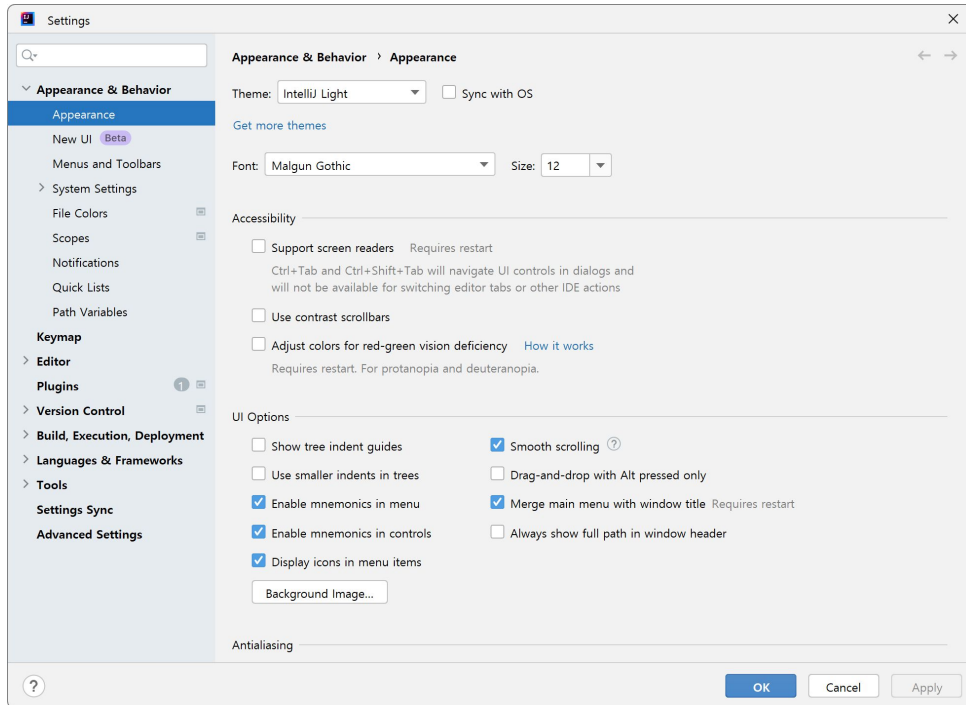 Settings
Appearance & Behavior
Appearance
New UI Beta
Menus and Toolbars
System Settings
File Colors
Scopes
Notifications
Quick Lists
Path Variables
Keymap
Editor
Plugins 1
Version Control
Build, Execution, Deployment
Languages & Frameworks
Tools
Settings Sync
Advanced Settings
Appearance & Behavior › Appearance
Theme: IntelliJ Light Sync with OS
Get more themes
Font: Malgun Gothic Size: 12
Accessibility
Support screen readers Requires restart
Ctrl+Tab and Ctrl+Shift+Tab will navigate UI controls in dialogs and
will not be available for switching editor tabs or other IDE actions
Use contrast scrollbars
Adjust colors for red-green vision deficiency How it works
Requires restart. For protanopia and deuteranopia.
UI Options
Show tree indent guides Smooth scrolling ?
Use smaller indents in trees Drag-and-drop with Alt pressed only
Enable mnemonics in menu Merge main menu with window title Requires restart
Enable mnemonics in controls Always show full path in window header
Display icons in menu items
Background Image...
Antialiasing
? OK Cancel Apply